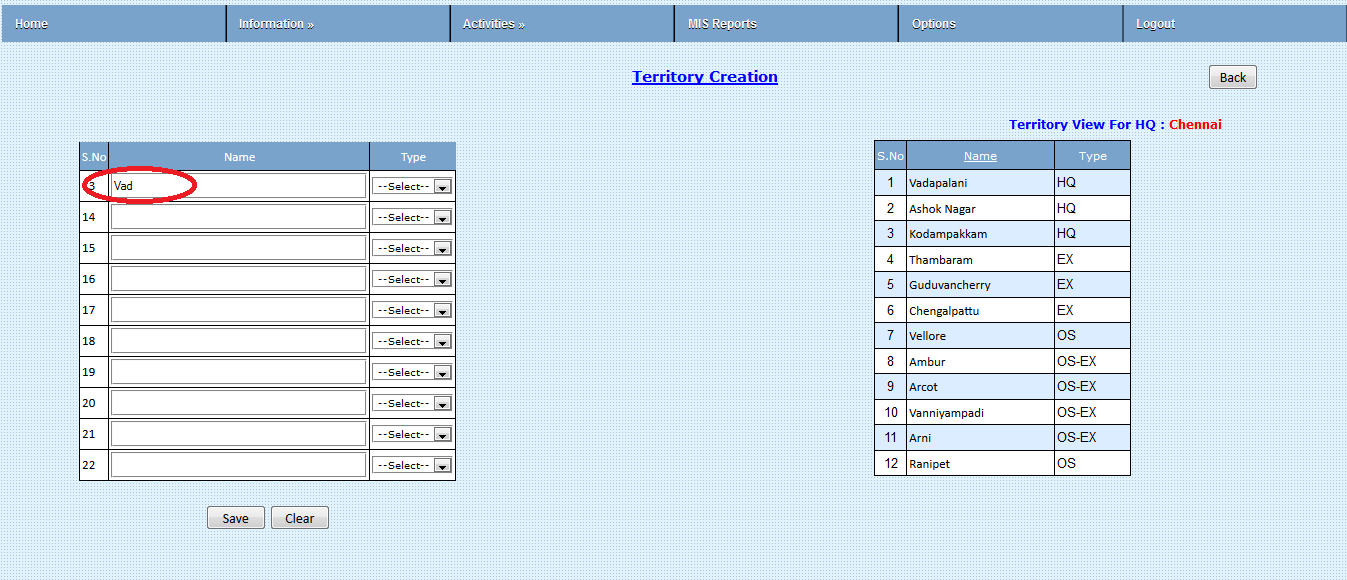 Home Information » Activities » MIS Reports Options Logout
Territory Creation
Back
Territory View For HQ : Chennai
S.No Name Type
3 Vad --Select--
14 --Select--
15 --Select--
16 --Select--
17 --Select--
18 --Select--
19 --Select--
20 --Select--
21 --Select--
22 --Select--
Save Clear
S.No Name Type
1 Vadapalani HQ
2 Ashok Nagar HQ
3 Kodampakkam HQ
4 Thambaram EX
5 Guduvancherry EX
6 Chengalpattu EX
7 Vellore OS
8 Ambur OS-EX
9 Arcot OS-EX
10 Vanniyampadi OS-EX
11 Arni OS-EX
12 Ranipet OS